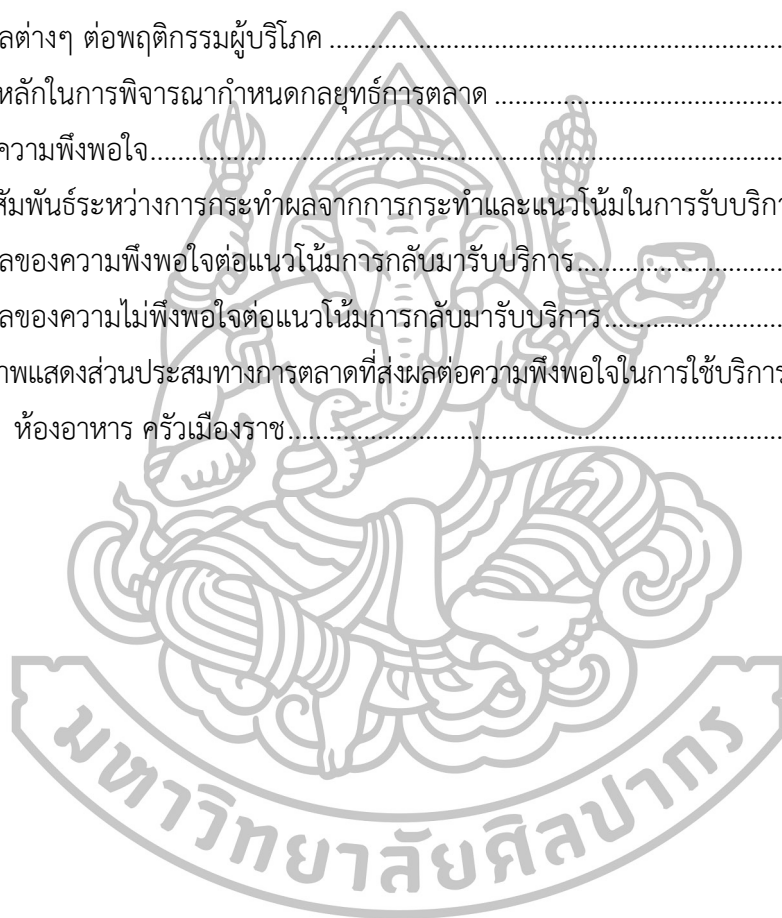 ลต่างๆ ต่อพฤติกรรมผู้บริโภค ........................................................
หลักในการพิจารณากำหนดกลยุทธ์การตลาด ....................................
ความพึงพอใจ................................................................................
สัมพันธ์ระหว่างการกระทำผลจากการกระทำและแนวโน้มในการรับบริกา
ลของความพึงพอใจต่อแนวโน้มการกลับมารับบริการ..........................
ลของความไม่พึงพอใจต่อแนวโน้มการกลับมารับบริการ.......................
าพแสดงส่วนประสมทางการตลาดที่ส่งผลต่อความพึงพอใจในการใช้บริการ
ห้องอาหาร ครัวเมืองราช................................................................
มหาวิทยาลัยศิลปากร